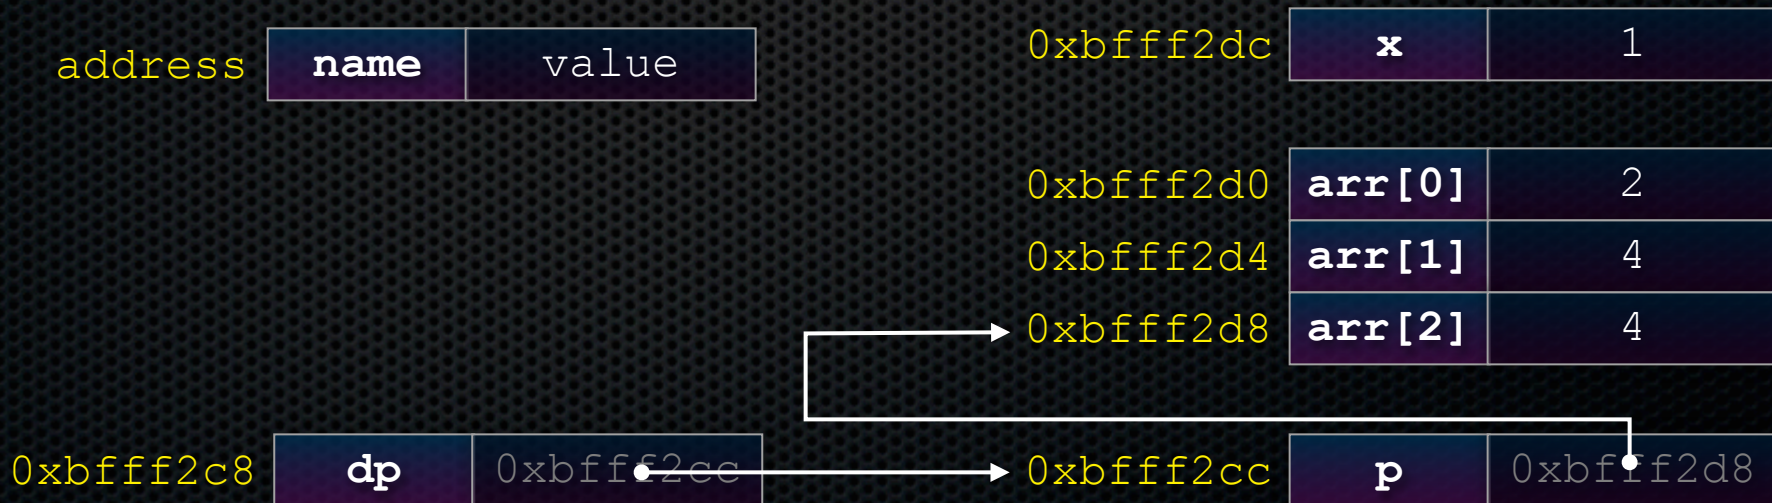 address name value
0xbfff2dc x 1
0xbfff2d0 arr[0] 2
0xbfff2d4 arr[1] 4
0xbfff2d8 arr[2] 4
0xbfff2c8 dp 0xbfff2cc
0xbfff2cc p 0xbfff2d8